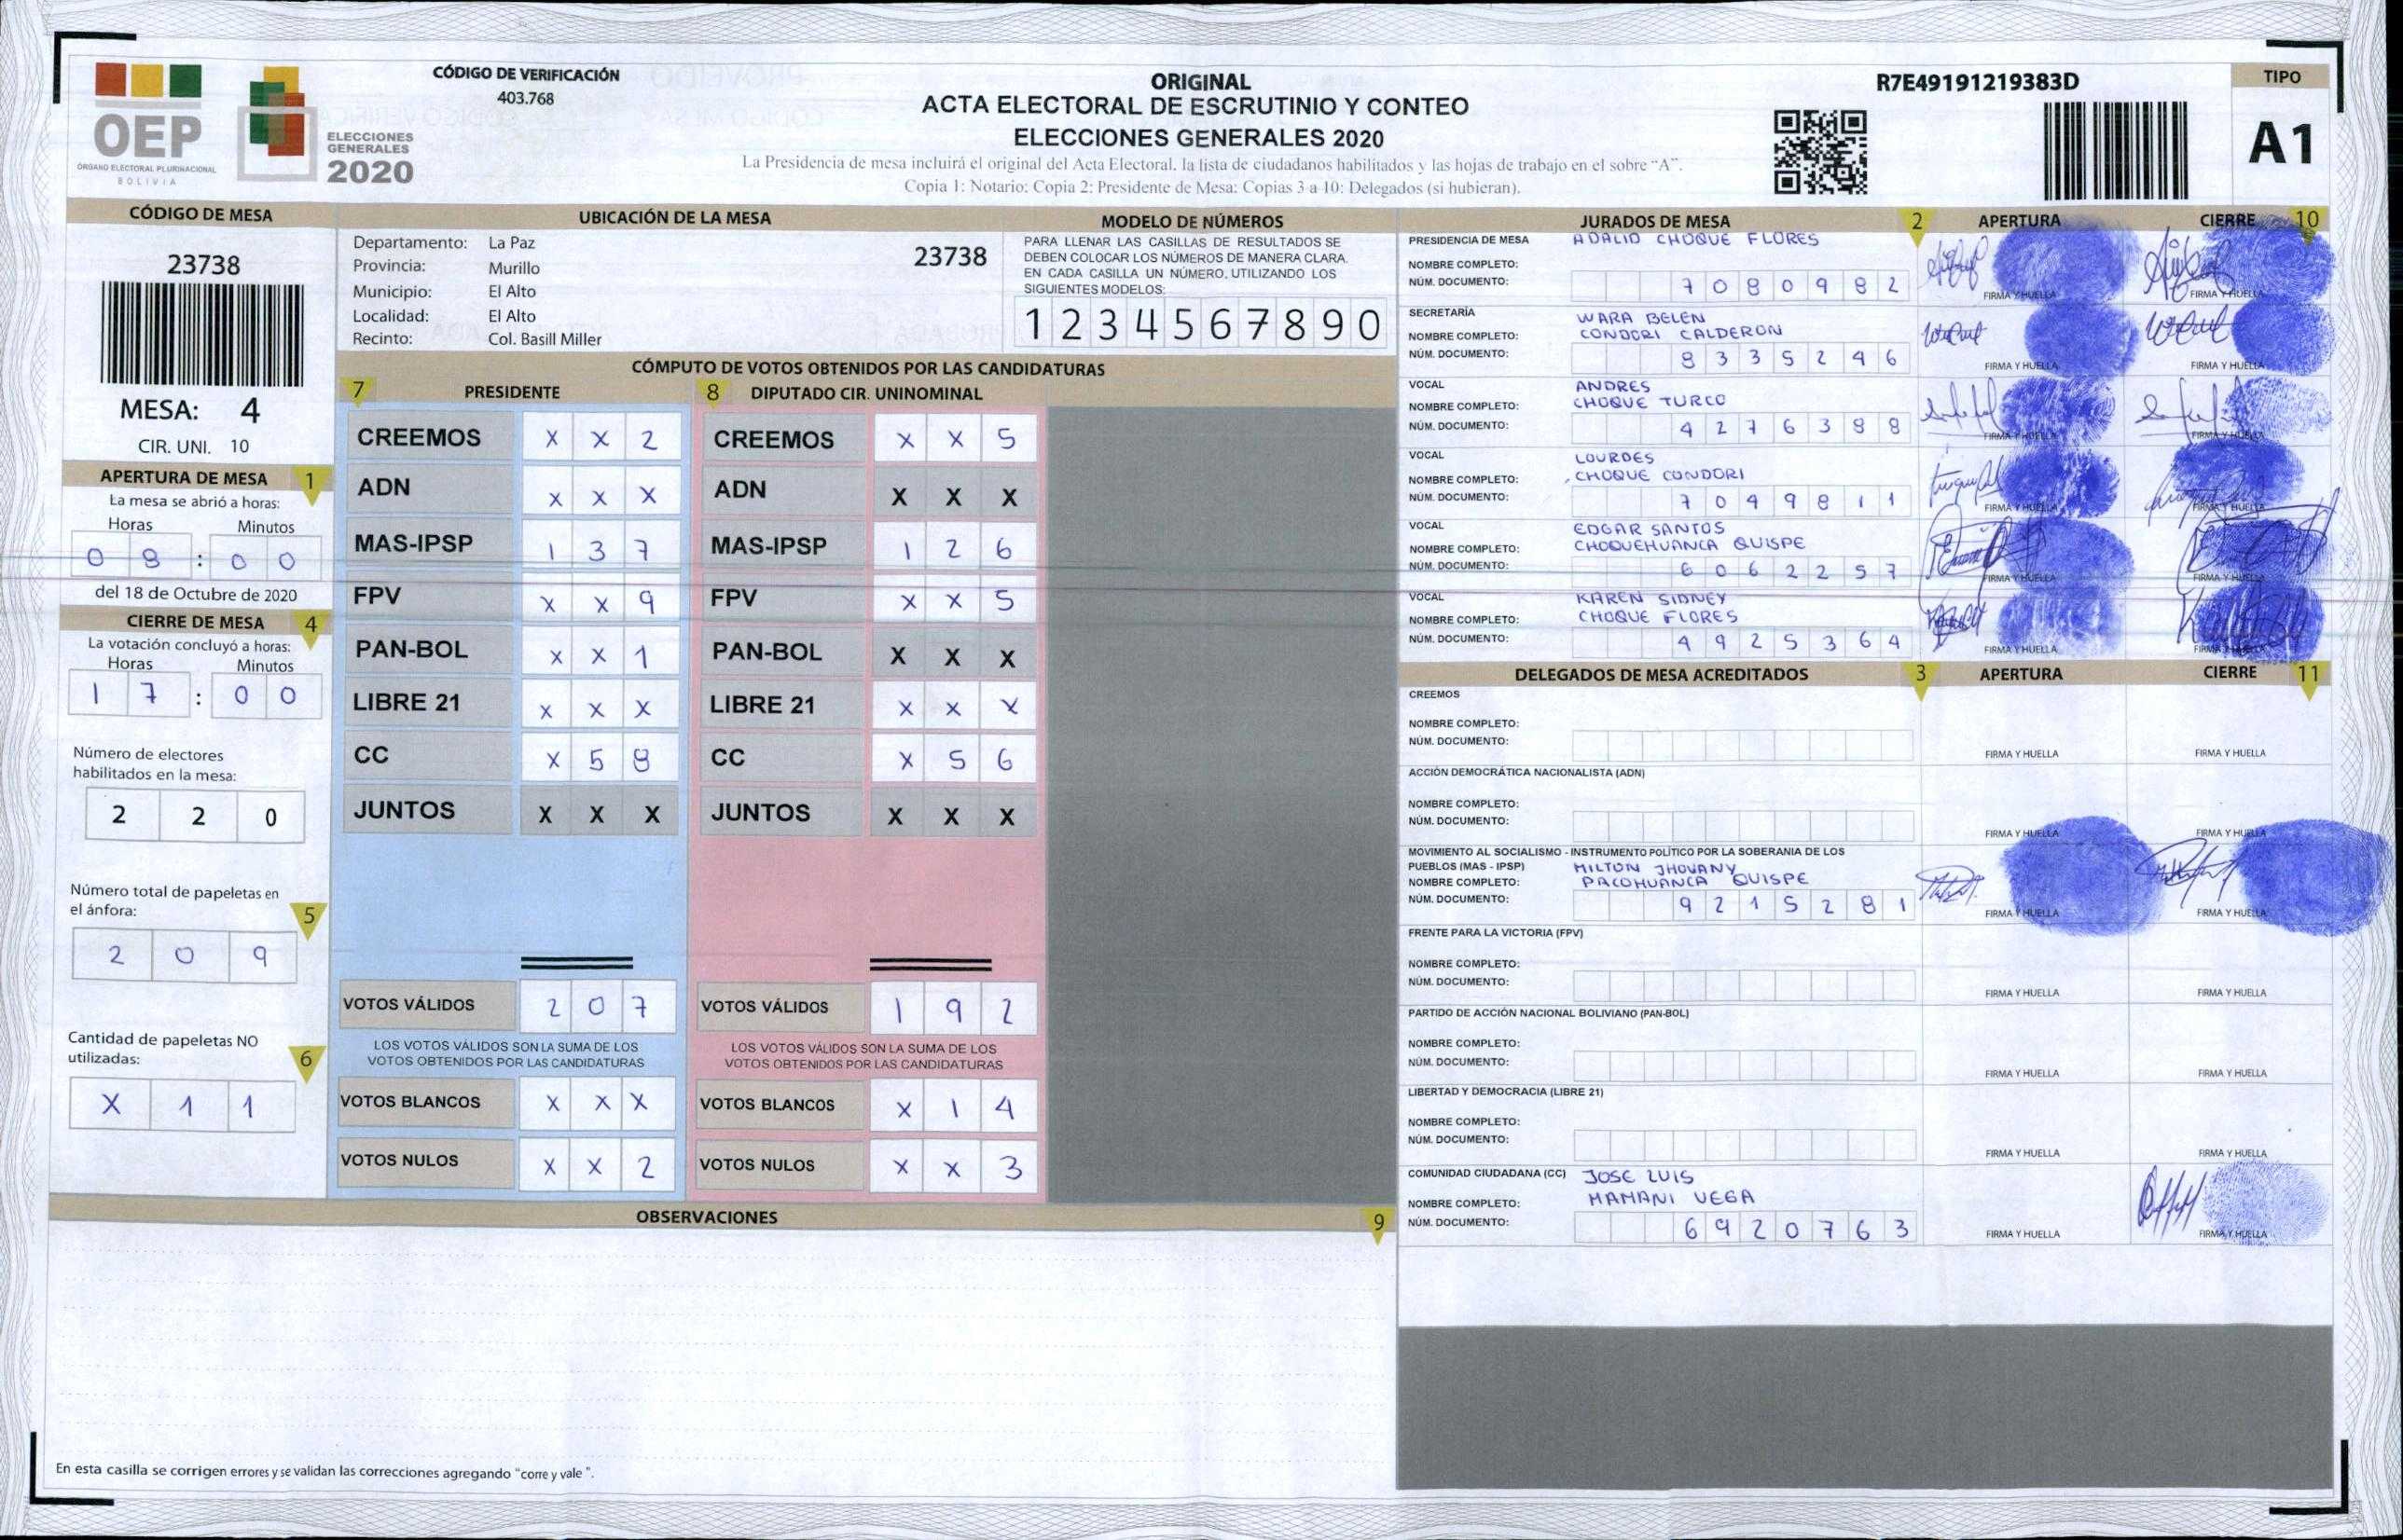 OEP
ÓRGANO ELECTORAL PLURINACIONAL
BOLIVIA
ELECCIONES
GENERALES
2020
CÓDIGO DE VERIFICACIÓN
403.768
ORIGINAL
ACTA ELECTORAL DE ESCRUTINIO Y CONTEO
ELECCIONES GENERALES 2020
La Presidencia de mesa incluirá el original del Acta Electoral, la lista de ciudadanos habilitados y las hojas de trabajo en el sobre "A".
Copia 1: Notario; Copia 2: Presidente de Mesa; Copias 3 a 10: Delegados (si hubieran).
R7E49191219383D
TIPO
A1
CÓDIGO DE MESA
23738
MESA: 4
CIR. UNI. 10
APERTURA DE MESA 1
La mesa se abrió a horas:
Horas Minutos
0 8 : 0 0
del 18 de Octubre de 2020
CIERRE DE MESA 4
La votación concluyó a horas:
Horas Minutos
1 7 : 0 0
Número de electores
habilitados en la mesa:
2 2 0
Número total de papeletas en
el ánfora: 5
2 0 9
Cantidad de papeletas NO
utilizadas: 6
X 1 1
UBICACIÓN DE LA MESA
Departamento: La Paz 23738
Provincia: Murillo
Municipio: El Alto
Localidad: El Alto
Recinto: Col. Basill Miller
MODELO DE NÚMEROS
PARA LLENAR LAS CASILLAS DE RESULTADOS SE
DEBEN COLOCAR LOS NÚMEROS DE MANERA CLARA.
EN CADA CASILLA UN NÚMERO, UTILIZANDO LOS
SIGUIENTES MODELOS:
1 2 3 4 5 6 7 8 9 0
CÓMPUTO DE VOTOS OBTENIDOS POR LAS CANDIDATURAS
7 PRESIDENTE
CREEMOS X X 2
ADN X X X
MAS-IPSP 1 3 7
FPV X X 9
PAN-BOL X X 1
LIBRE 21 X X X
CC X 5 8
JUNTOS X X X
VOTOS VÁLIDOS 2 0 7
LOS VOTOS VÁLIDOS SON LA SUMA DE LOS
VOTOS OBTENIDOS POR LAS CANDIDATURAS
VOTOS BLANCOS X X X
VOTOS NULOS X X 2
8 DIPUTADO CIR. UNINOMINAL
CREEMOS X X 5
ADN X X X
MAS-IPSP 1 2 6
FPV X X 5
PAN-BOL X X X
LIBRE 21 X X X
CC X 5 6
JUNTOS X X X
VOTOS VÁLIDOS 1 9 2
LOS VOTOS VÁLIDOS SON LA SUMA DE LOS
VOTOS OBTENIDOS POR LAS CANDIDATURAS
VOTOS BLANCOS X 1 4
VOTOS NULOS X X 3
OBSERVACIONES 9
En esta casilla se corrigen errores y se validan las correcciones agregando "corre y vale ".
JURADOS DE MESA 2 APERTURA CIERRE 10
PRESIDENCIA DE MESA ADALID CHOQUE FLORES
NOMBRE COMPLETO:
NÚM. DOCUMENTO: 7 0 8 0 9 8 2
FIRMA Y HUELLA FIRMA Y HUELLA
SECRETARÍA WARA BELEN
NOMBRE COMPLETO: CONDORI CALDERON
NÚM. DOCUMENTO: 8 3 3 5 2 4 6
FIRMA Y HUELLA FIRMA Y HUELLA
VOCAL ANDRES
NOMBRE COMPLETO: CHOQUE TURCO
NÚM. DOCUMENTO: 4 2 7 6 3 8 8
FIRMA Y HUELLA FIRMA Y HUELLA
VOCAL LOURDES
NOMBRE COMPLETO: CHOQUE CONDORI
NÚM. DOCUMENTO: 7 0 4 9 8 1 1
FIRMA Y HUELLA FIRMA Y HUELLA
VOCAL EDGAR SANTOS
NOMBRE COMPLETO: CHOQUEHUANCA QUISPE
NÚM. DOCUMENTO: 6 0 6 2 2 5 7
FIRMA Y HUELLA FIRMA Y HUELLA
VOCAL KAREN SIDNEY
NOMBRE COMPLETO: CHOQUE FLORES
NÚM. DOCUMENTO: 4 9 2 5 3 6 4
FIRMA Y HUELLA FIRMA Y HUELLA
DELEGADOS DE MESA ACREDITADOS 3 APERTURA CIERRE 11
CREEMOS
NOMBRE COMPLETO:
NÚM. DOCUMENTO:
FIRMA Y HUELLA FIRMA Y HUELLA
ACCIÓN DEMOCRÁTICA NACIONALISTA (ADN)
NOMBRE COMPLETO:
NÚM. DOCUMENTO:
FIRMA Y HUELLA FIRMA Y HUELLA
MOVIMIENTO AL SOCIALISMO - INSTRUMENTO POLÍTICO POR LA SOBERANIA DE LOS
PUEBLOS (MAS - IPSP) MILTON JHOVANY
NOMBRE COMPLETO: PACOHUANCA QUISPE
NÚM. DOCUMENTO: 9 2 1 5 2 8 1
FIRMA Y HUELLA FIRMA Y HUELLA
FRENTE PARA LA VICTORIA (FPV)
NOMBRE COMPLETO:
NÚM. DOCUMENTO:
FIRMA Y HUELLA FIRMA Y HUELLA
PARTIDO DE ACCIÓN NACIONAL BOLIVIANO (PAN-BOL)
NOMBRE COMPLETO:
NÚM. DOCUMENTO:
FIRMA Y HUELLA FIRMA Y HUELLA
LIBERTAD Y DEMOCRACIA (LIBRE 21)
NOMBRE COMPLETO:
NÚM. DOCUMENTO:
FIRMA Y HUELLA FIRMA Y HUELLA
COMUNIDAD CIUDADANA (CC) JOSE LUIS
NOMBRE COMPLETO: MAMANI VEGA
NÚM. DOCUMENTO: 6 9 2 0 7 6 3
FIRMA Y HUELLA FIRMA Y HUELLA